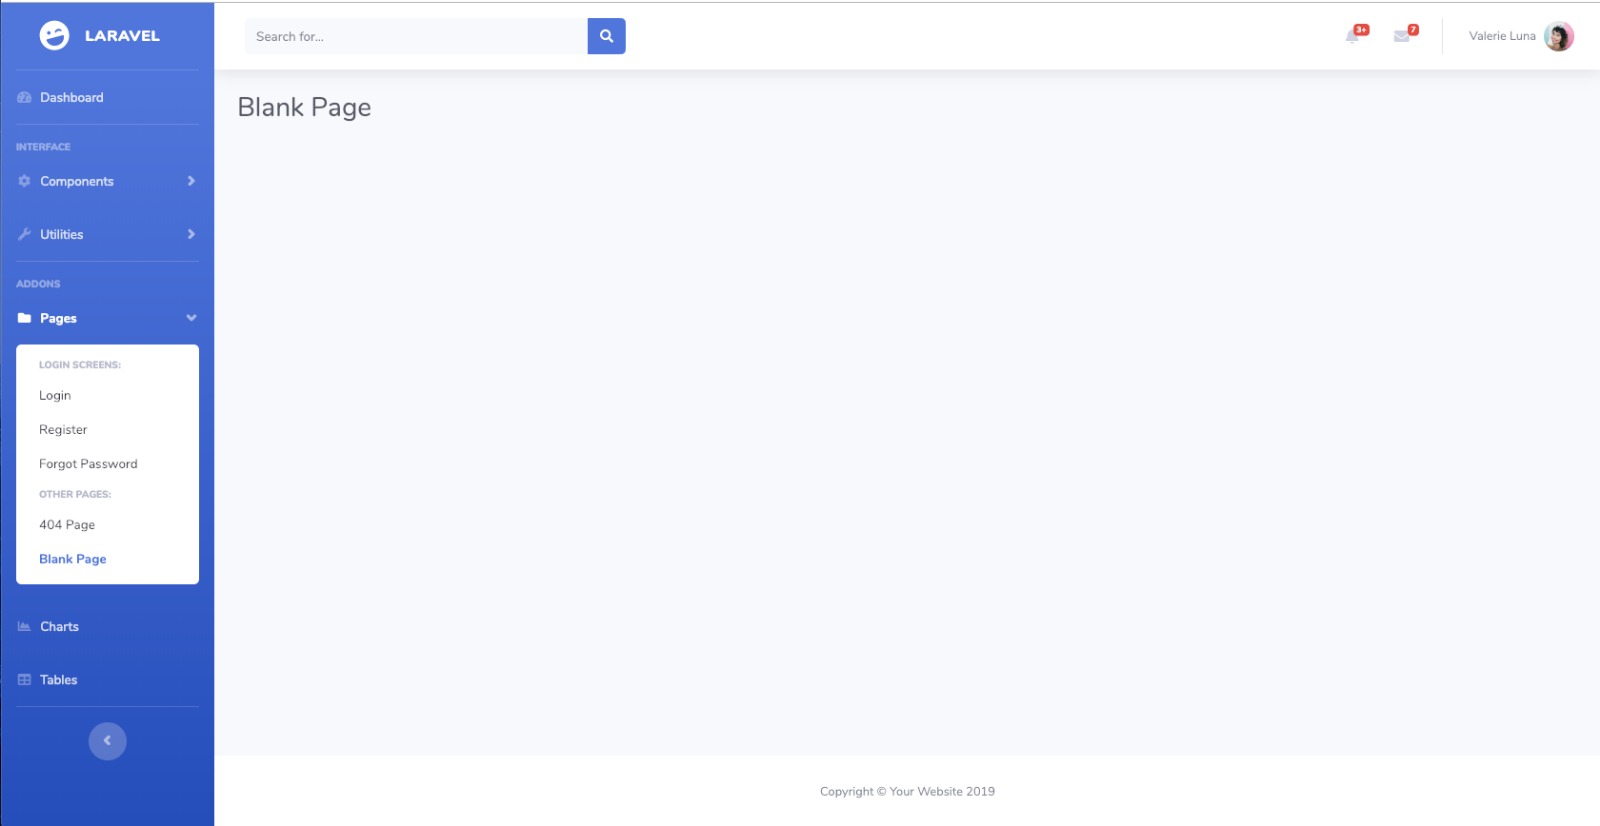 LARAVEL
Search for...
3+
7
Valerie Luna
Dashboard
INTERFACE
Components
Utilities
ADDONS
Pages
LOGIN SCREENS:
Login
Register
Forgot Password
OTHER PAGES:
404 Page
Blank Page
Charts
Tables
Blank Page
Copyright © Your Website 2019